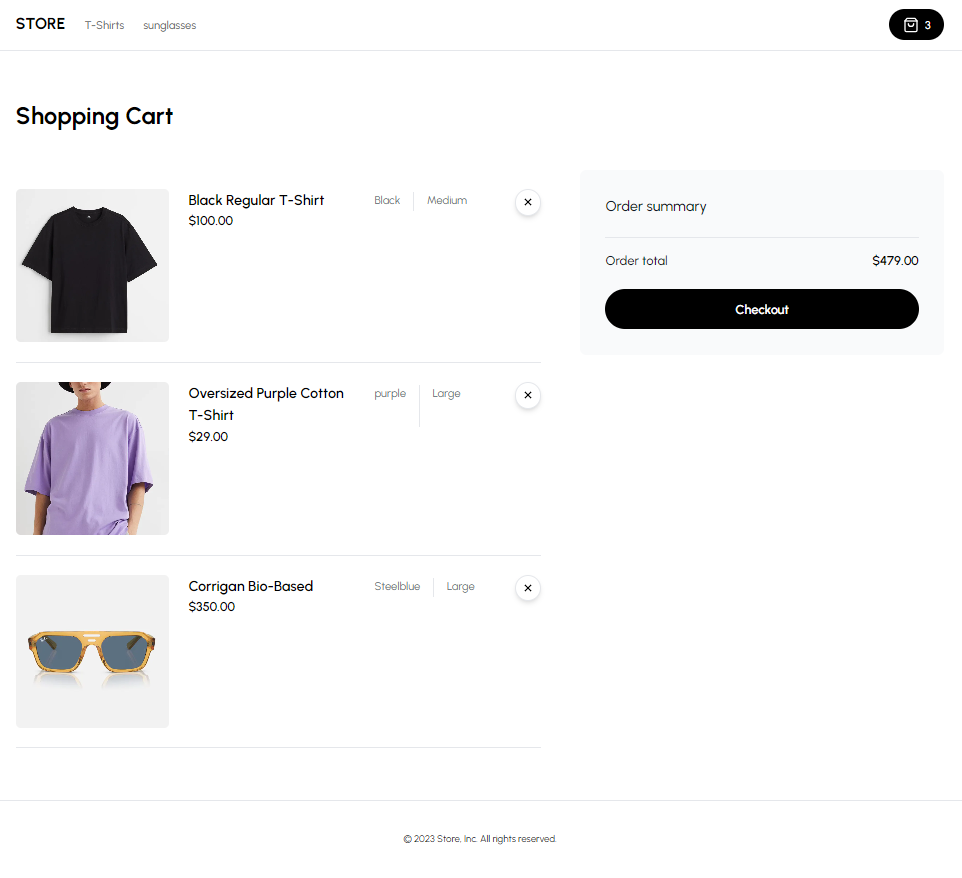 STORE T-Shirts sunglasses 3
Shopping Cart
Black Regular T-Shirt Black Medium
$100.00
Oversized Purple Cotton purple Large
T-Shirt
$29.00
Corrigan Bio-Based Steelblue Large
$350.00
Order summary
Order total $479.00
Checkout
© 2023 Store, Inc. All rights reserved.